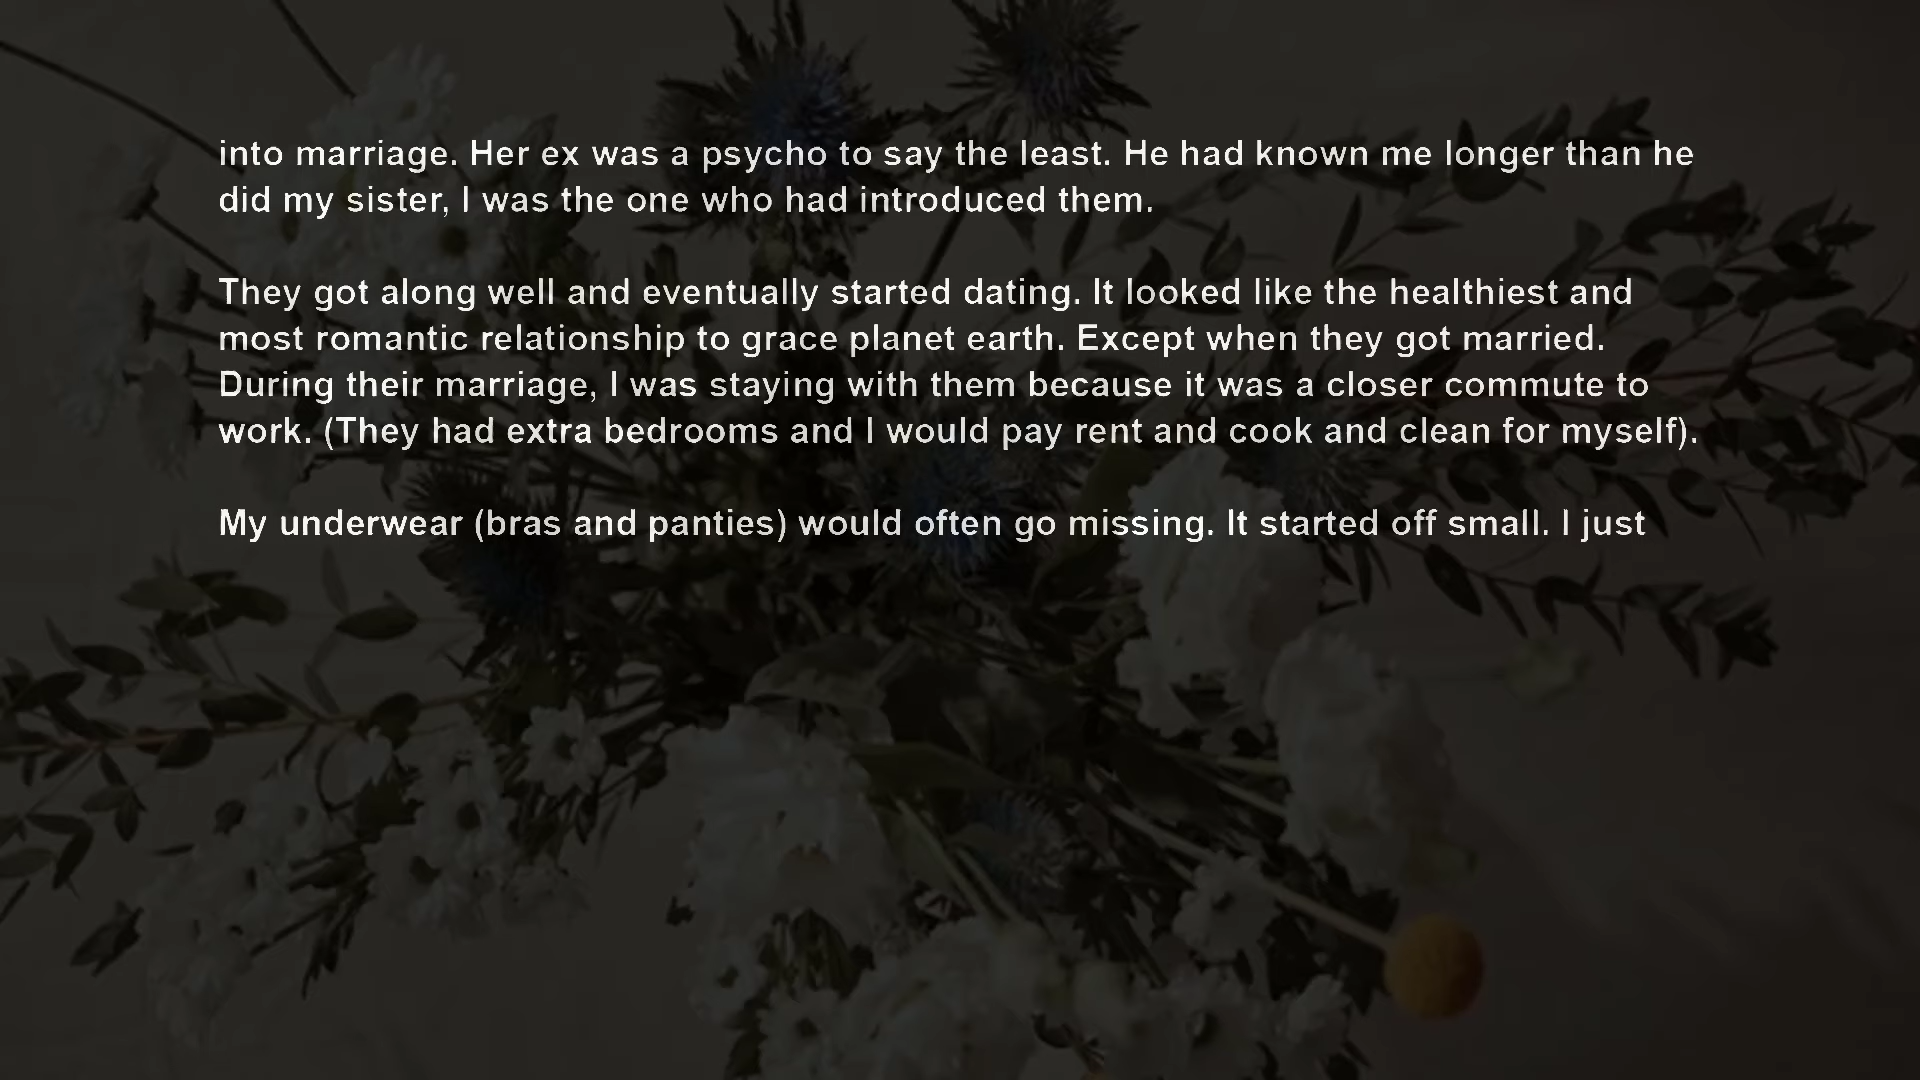 into marriage. Her ex was a psycho to say the least. He had known me longer than he
did my sister, I was the one who had introduced them.
They got along well and eventually started dating. It looked like the healthiest and
most romantic relationship to grace planet earth. Except when they got married.
During their marriage, I was staying with them because it was a closer commute to
work. (They had extra bedrooms and I would pay rent and cook and clean for myself).
My underwear (bras and panties) would often go missing. It started off small. I just